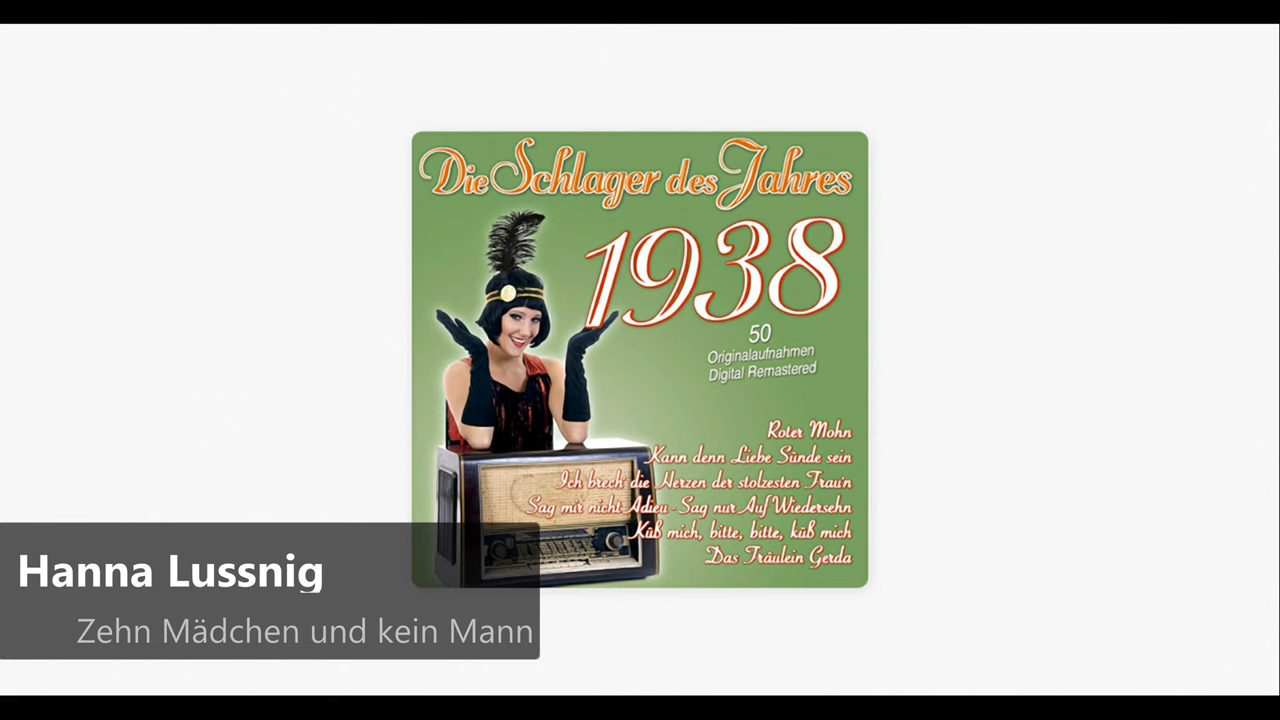 Die Schlager des Jahres
1938
50
Originalaufnahmen
Digital Remastered
Roter Mohn
Kann denn Liebe Sünde sein
Ich brech' die Herzen der stolzesten Frau'n
Sag mir nicht Adieu - Sag nur Auf Wiedersehn
Küß mich, bitte, bitte, küß mich
Das Fräulein Gerda
Hanna Lussnig
Zehn Mädchen und kein Mann